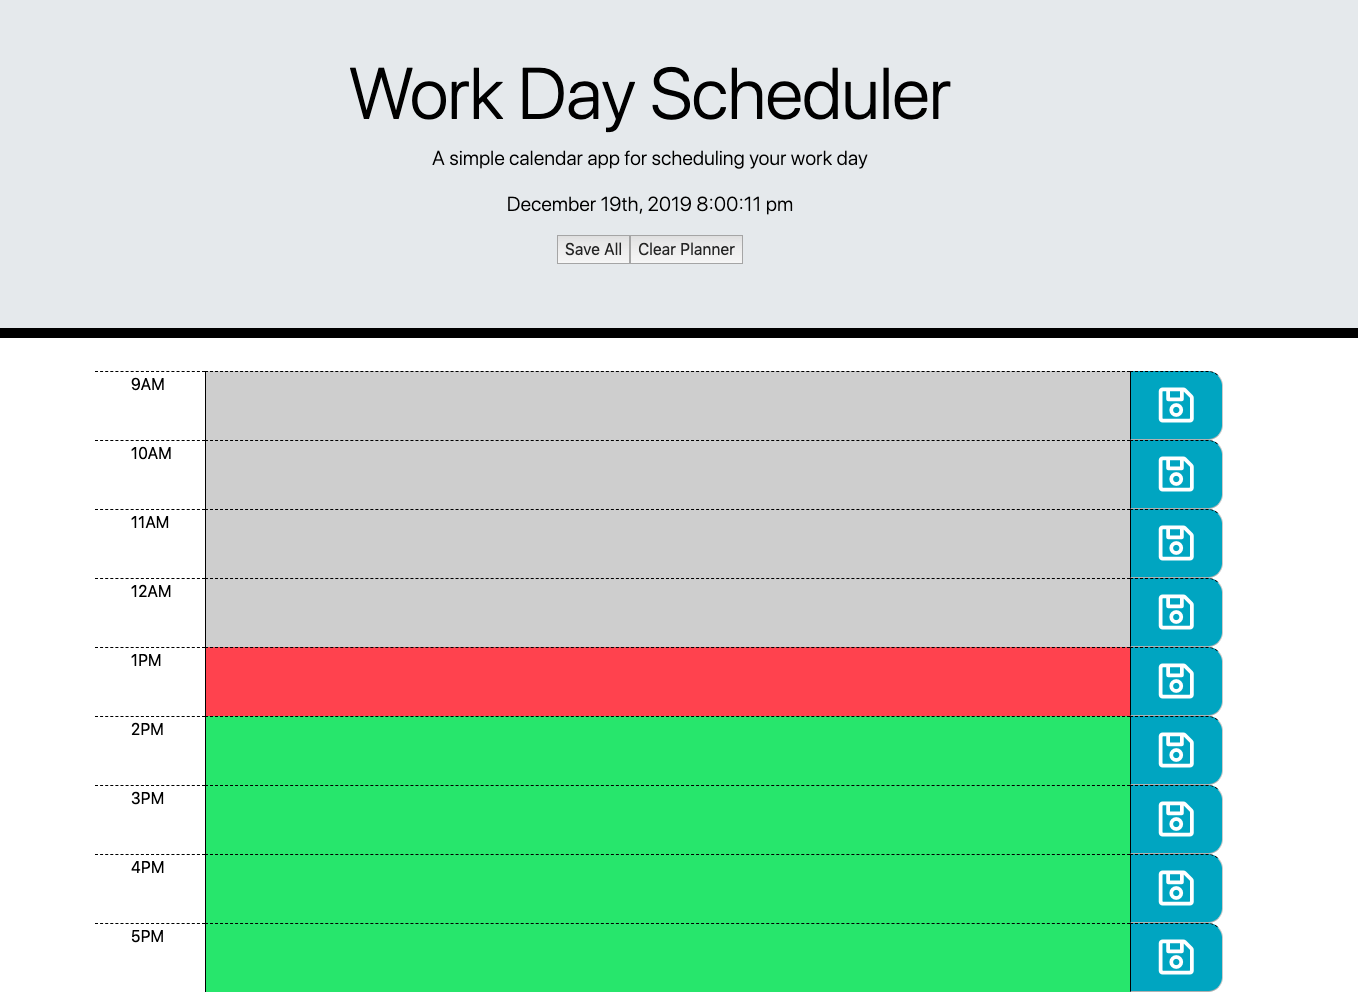 Work Day Scheduler
A simple calendar app for scheduling your work day
December 19th, 2019 8:00:11 pm
Save All Clear Planner
9AM
10AM
11AM
12AM
1PM
2PM
3PM
4PM
5PM